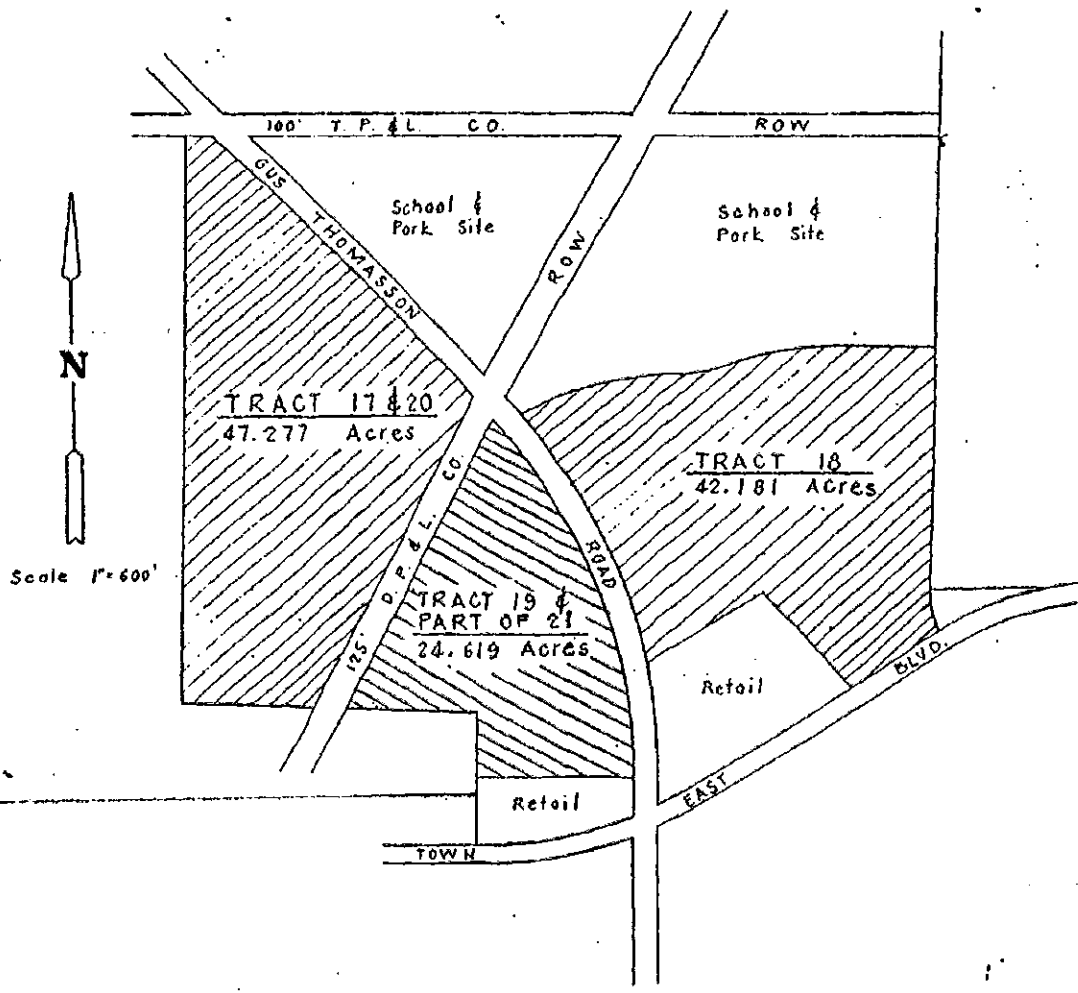 100' T. P. & L. CO. ROW
GUS THOMASSON ROAD
School &
Park Site
School &
Park Site
ROW
N
TRACT 17 & 20
47.277 Acres
TRACT 18
42.181 Acres
Scale 1"=600'
125' D. P. & L. CO.
TRACT 19 &
PART OF 21
24.619 Acres
Retail
Retail
TOWN EAST BLVD.